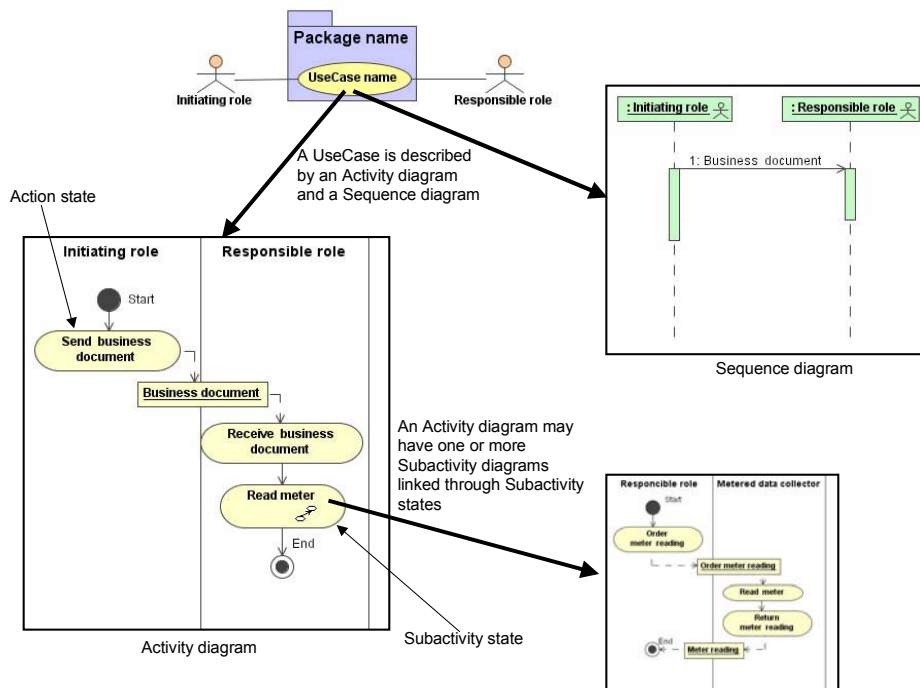 Package name
UseCase name
Initiating role
Responsible role
A UseCase is described
by an Activity diagram
and a Sequence diagram
: Initiating role
: Responsible role
1: Business document
Sequence diagram
Action state
Initiating role
Responsible role
Start
Send business
document
Business document
Receive business
document
Read meter
End
Activity diagram
Subactivity state
An Activity diagram may
have one or more
Subactivity diagrams
linked through Subactivity
states
Responcible role
Metered data collector
Start
Order
meter reading
Order meter reading
Read meter
Return
meter reading
End
Meter reading